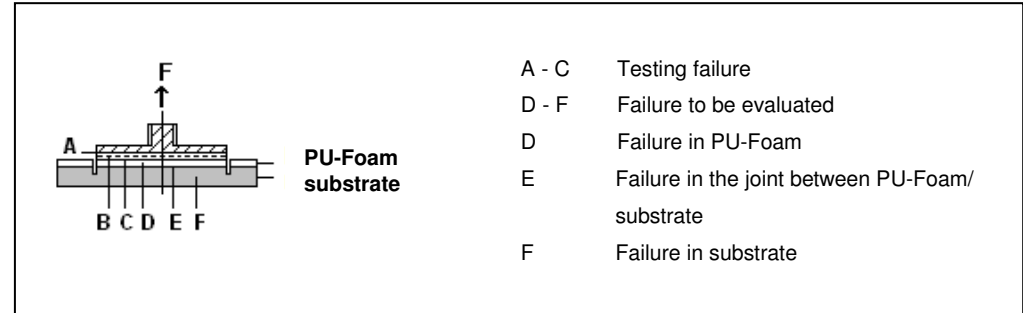 F
A
PU-Foam
substrate
B C D E F
A - C Testing failure
D - F Failure to be evaluated
D Failure in PU-Foam
E Failure in the joint between PU-Foam/
substrate
F Failure in substrate